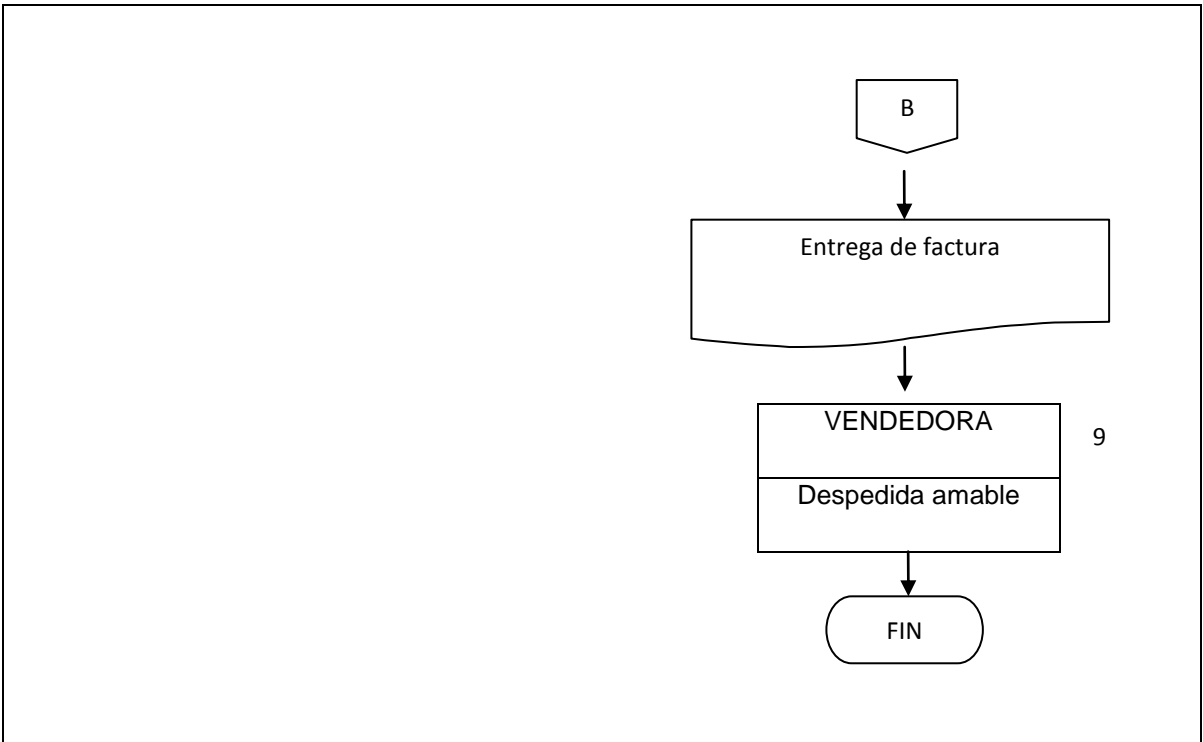 B
Entrega de factura
VENDEDORA
9
Despedida amable
FIN